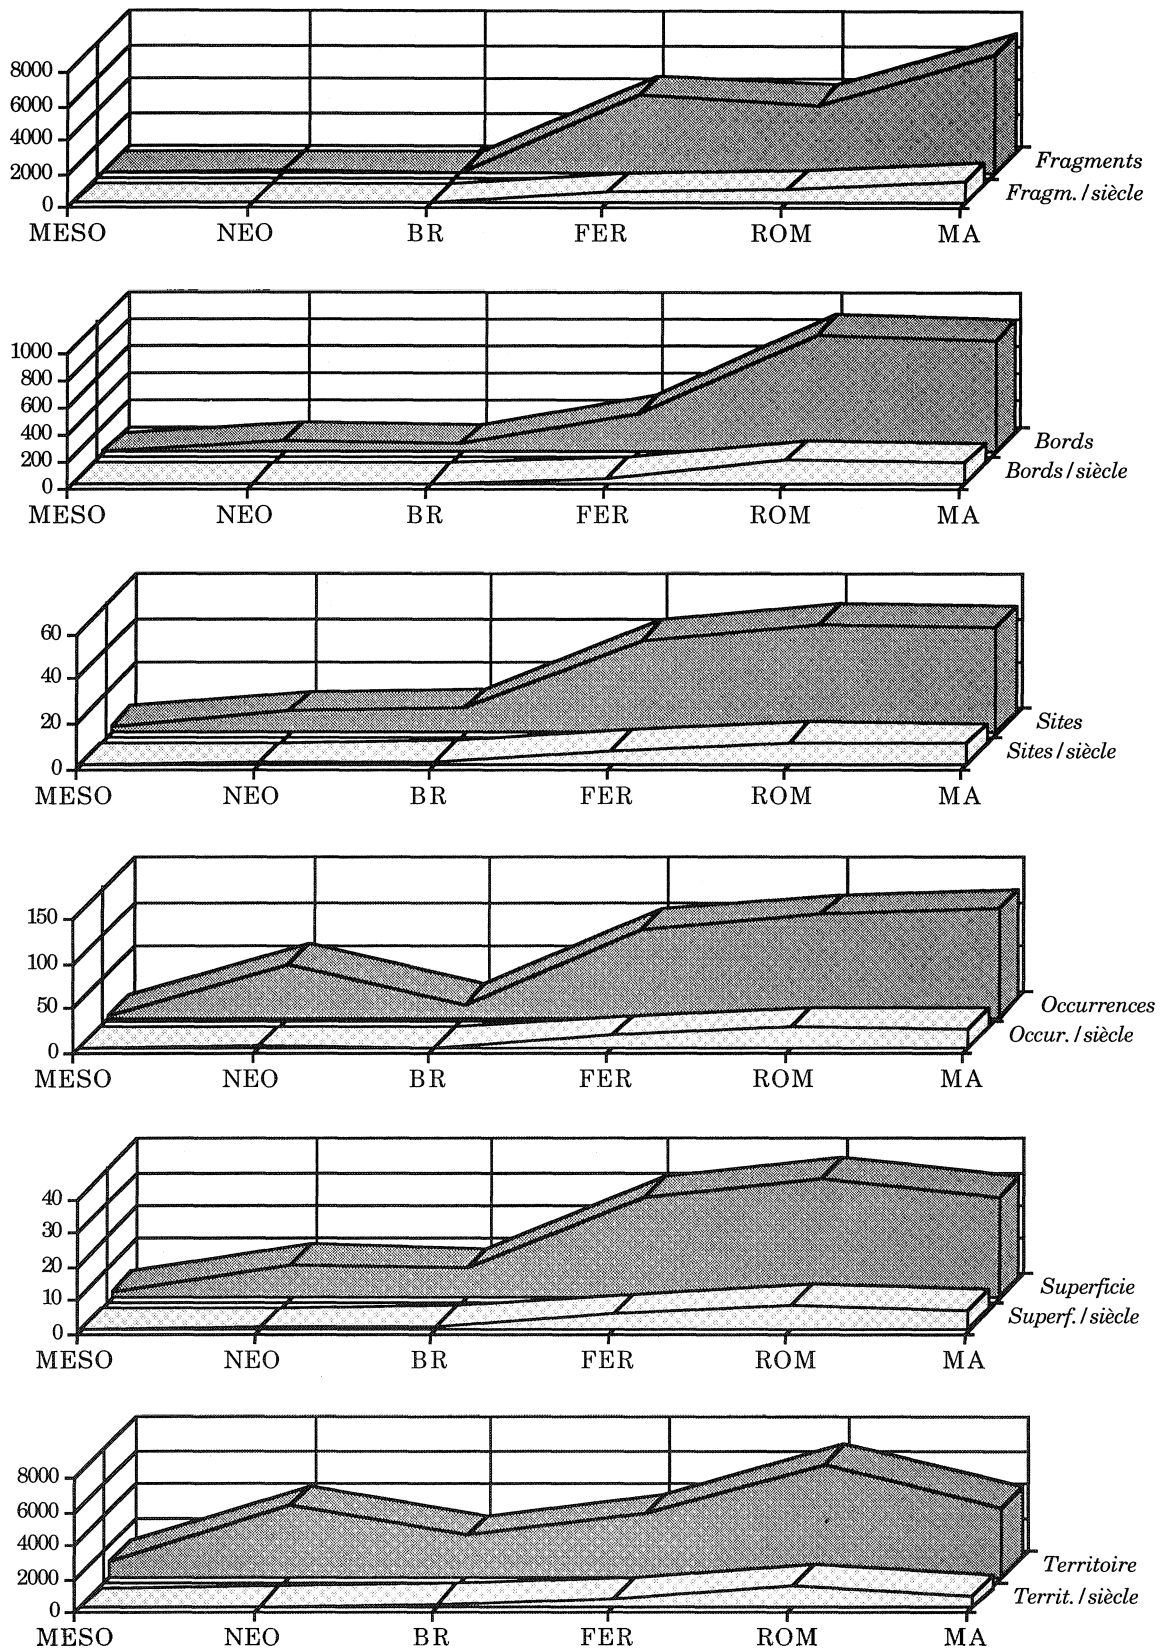 8000
6000
4000
2000
0
Fragments
Fragm. / siècle
MESO NEO BR FER ROM MA
1000
800
600
400
200
0
Bords
Bords / siècle
MESO NEO BR FER ROM MA
60
40
20
0
Sites
Sites / siècle
MESO NEO BR FER ROM MA
150
100
50
0
Occurrences
Occur. / siècle
MESO NEO BR FER ROM MA
40
30
20
10
0
Superficie
Superf. / siècle
MESO NEO BR FER ROM MA
8000
6000
4000
2000
0
Territoire
Territ. / siècle
MESO NEO BR FER ROM MA